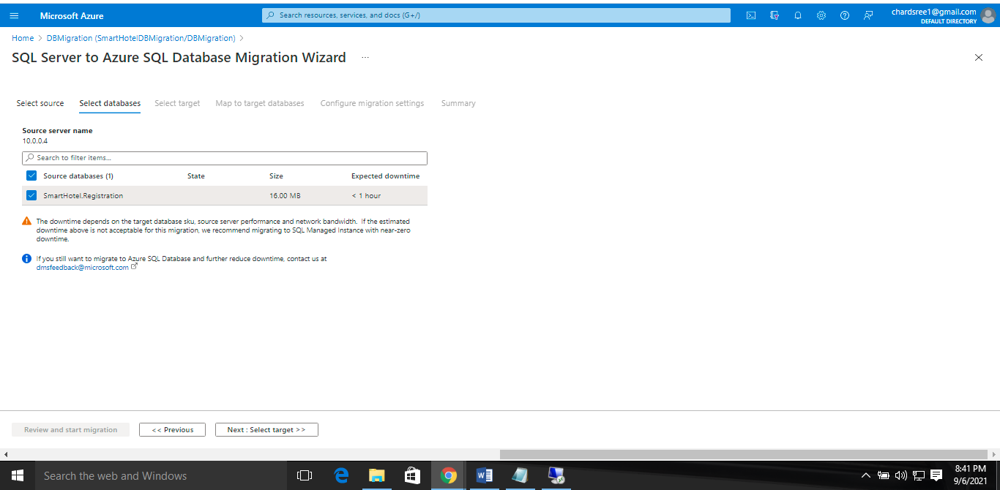 Microsoft Azure
Search resources, services, and docs (G+/)
chardsree1@gmail.com
DEFAULT DIRECTORY
Home > DBMigration (SmartHotelDBMigration/DBMigration) >
SQL Server to Azure SQL Database Migration Wizard ...
Select source Select databases Select target Map to target databases Configure migration settings Summary
Source server name
10.0.0.4
Search to filter items...
Source databases (1) State Size Expected downtime
SmartHotel.Registration 16.00 MB < 1 hour
The downtime depends on the target database sku, source server performance and network bandwidth. If the estimated
downtime above is not acceptable for this migration, we recommend migrating to SQL Managed Instance with near-zero
downtime.
If you still want to migrate to Azure SQL Database and further reduce downtime, contact us at
dmsfeedback@microsoft.com
Review and start migration << Previous Next : Select target >>
Search the web and Windows
8:41 PM
9/6/2021